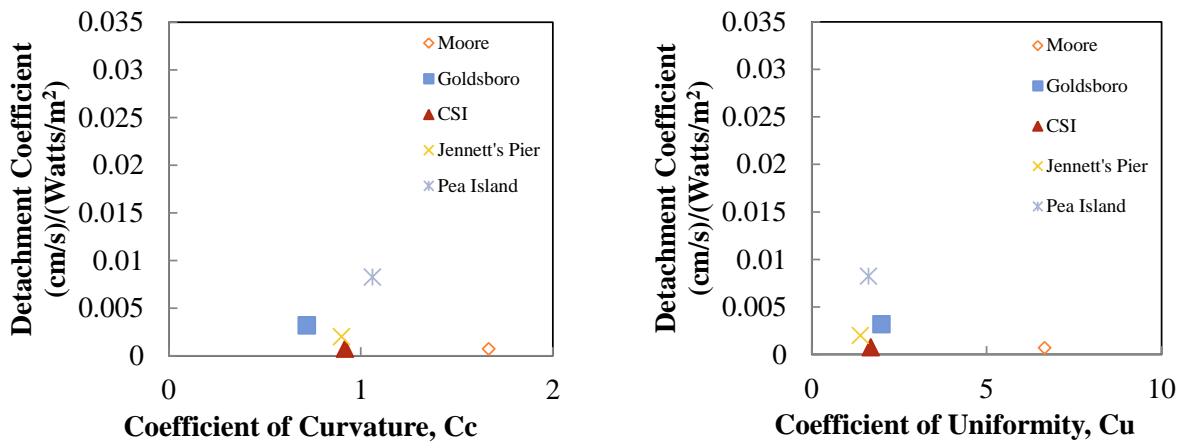 Detachment Coefficient
(cm/s)/(Watts/m²)
0.035
0.03
0.025
0.02
0.015
0.01
0.005
0
0 1 2
Coefficient of Curvature, Cc
Moore
Goldsboro
CSI
Jennett's Pier
Pea Island
Detachment Coefficient
(cm/s)/(Watts/m²)
0.035
0.03
0.025
0.02
0.015
0.01
0.005
0
0 5 10
Coefficient of Uniformity, Cu
Moore
Goldsboro
CSI
Jennett's Pier
Pea Island